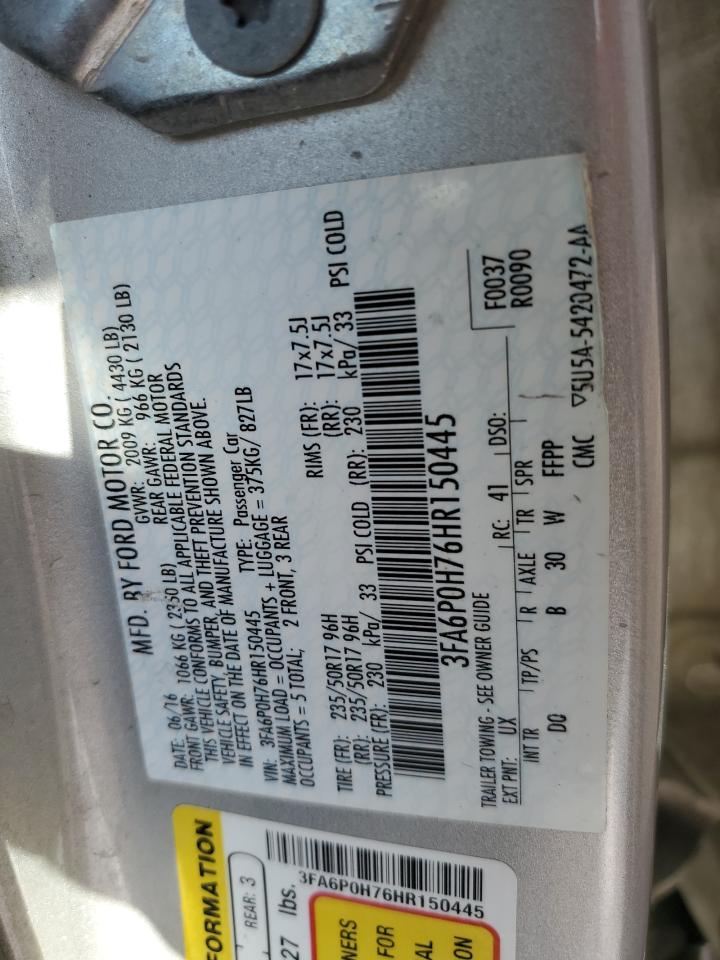 MFD. BY FORD MOTOR CO.
DATE: 06/16 GVWR: 2009 KG ( 4430 LB)
FRONT GAWR: 1066 KG ( 2350 LB) REAR GAWR: 966 KG ( 2130 LB)
THIS VEHICLE CONFORMS TO ALL APPLICABLE FEDERAL MOTOR
VEHICLE SAFETY, BUMPER, AND THEFT PREVENTION STANDARDS
IN EFFECT ON THE DATE OF MANUFACTURE SHOWN ABOVE.
VIN: 3FA6P0H76HR150445 TYPE: Passenger Car
MAXIMUM LOAD = OCCUPANTS + LUGGAGE = 375KG/ 827LB
OCCUPANTS = 5 TOTAL; 2 FRONT, 3 REAR
TIRE (FR): 235/50R17 96H RIMS (FR): 17x7.5J
(RR): 235/50R17 96H (RR): 17x7.5J
PRESSURE (FR): 230 kPa/ 33 PSI COLD (RR): 230 kPa/ 33 PSI COLD
3FA6P0H76HR150445
TRAILER TOWING - SEE OWNER GUIDE F0037
EXT PNT: UX RC: 41 DSO: R0090
INT TR TP/PS R AXLE TR SPR
DQ B 30 W FFPP
CMC ▽5U5A-5420472-AA
FORMATION
REAR: 3
27 lbs.
3FA6P0H76HR150445
NERS
FOR
AL
ON